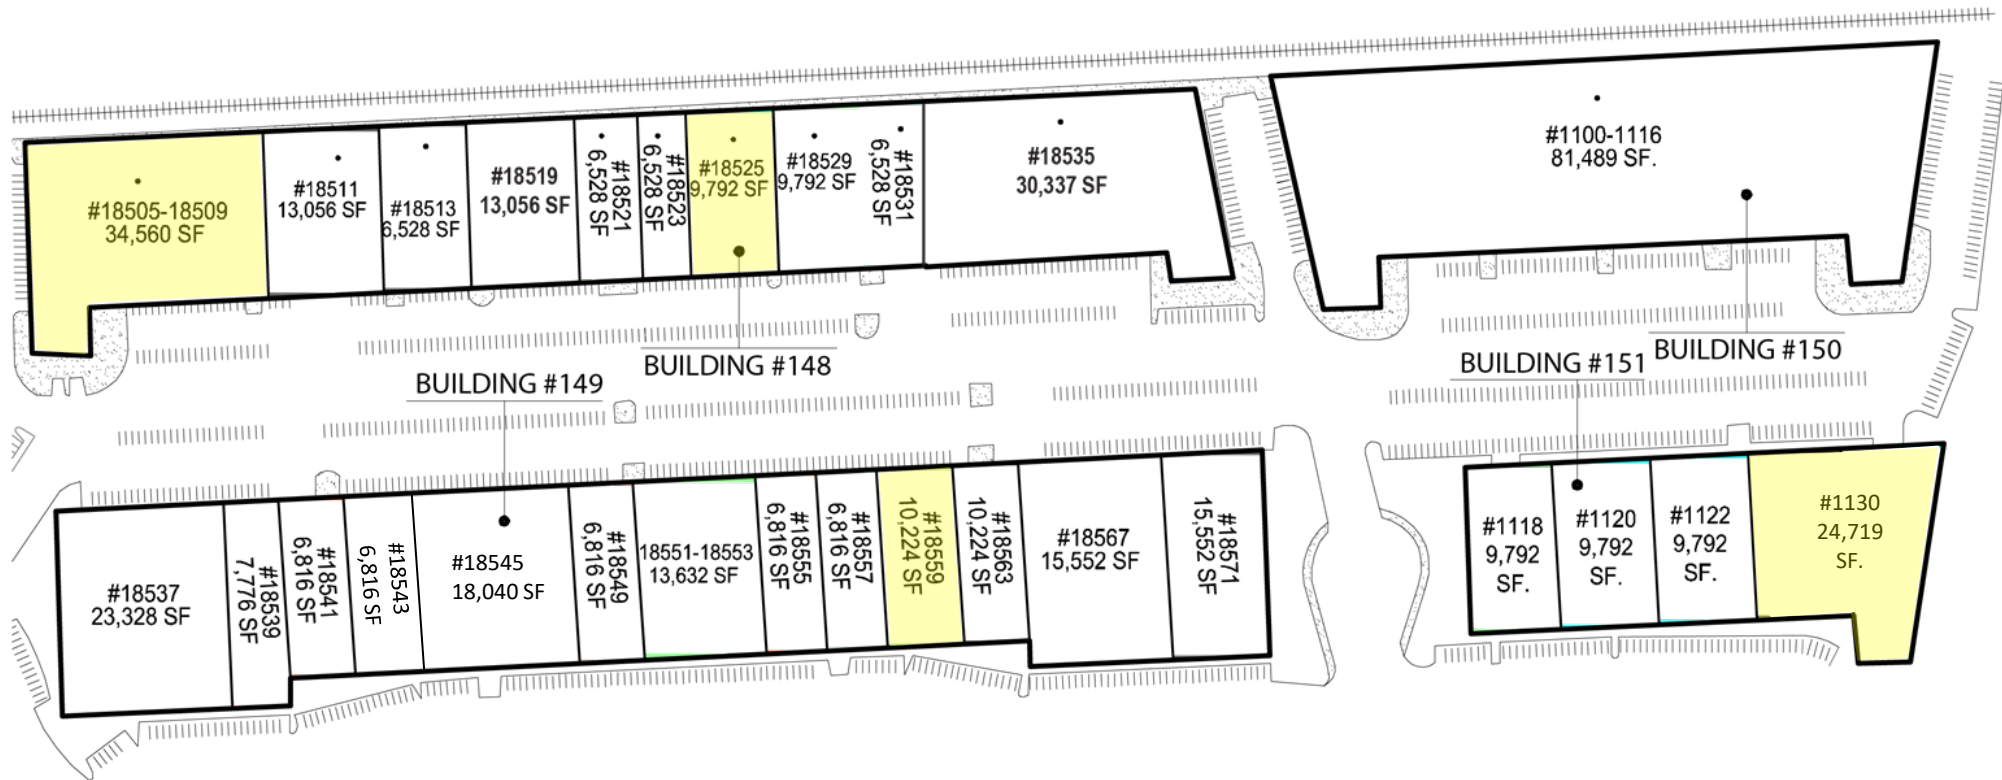 #18505-18509
34,560 SF
#18511
13,056 SF
#18513
6,528 SF
#18519
13,056 SF
#18521
6,528 SF
#18523
6,528 SF
#18525
9,792 SF
#18529
9,792 SF
#18531
6,528 SF
#18535
30,337 SF
#1100-1116
81,489 SF.
BUILDING #148
BUILDING #150
BUILDING #149
BUILDING #151
#18537
23,328 SF
#18539
7,776 SF
#18541
6,816 SF
#18543
6,816 SF
#18545
18,040 SF
#18549
6,816 SF
18551-18553
13,632 SF
#18555
6,816 SF
#18557
6,816 SF
#18559
10,224 SF
#18563
10,224 SF
#18567
15,552 SF
#18571
15,552 SF
#1118
9,792
SF.
#1120
9,792
SF.
#1122
9,792
SF.
#1130
24,719
SF.